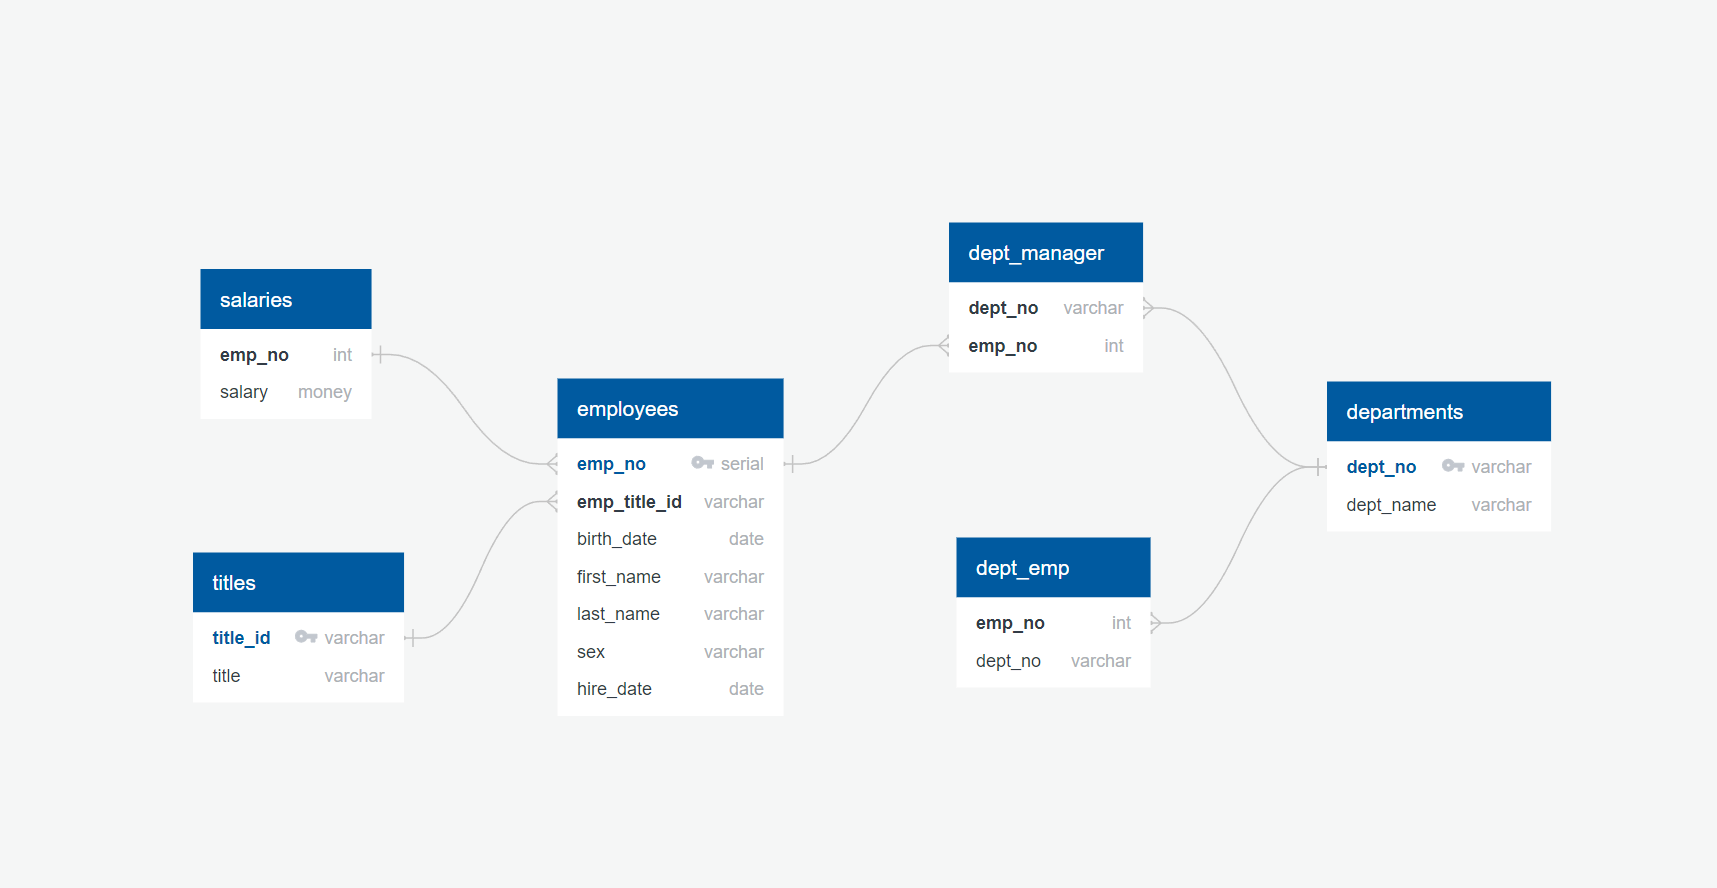 salaries
emp_no int
salary money
titles
title_id varchar
title varchar
employees
emp_no serial
emp_title_id varchar
birth_date date
first_name varchar
last_name varchar
sex varchar
hire_date date
dept_manager
dept_no varchar
emp_no int
dept_emp
emp_no int
dept_no varchar
departments
dept_no varchar
dept_name varchar